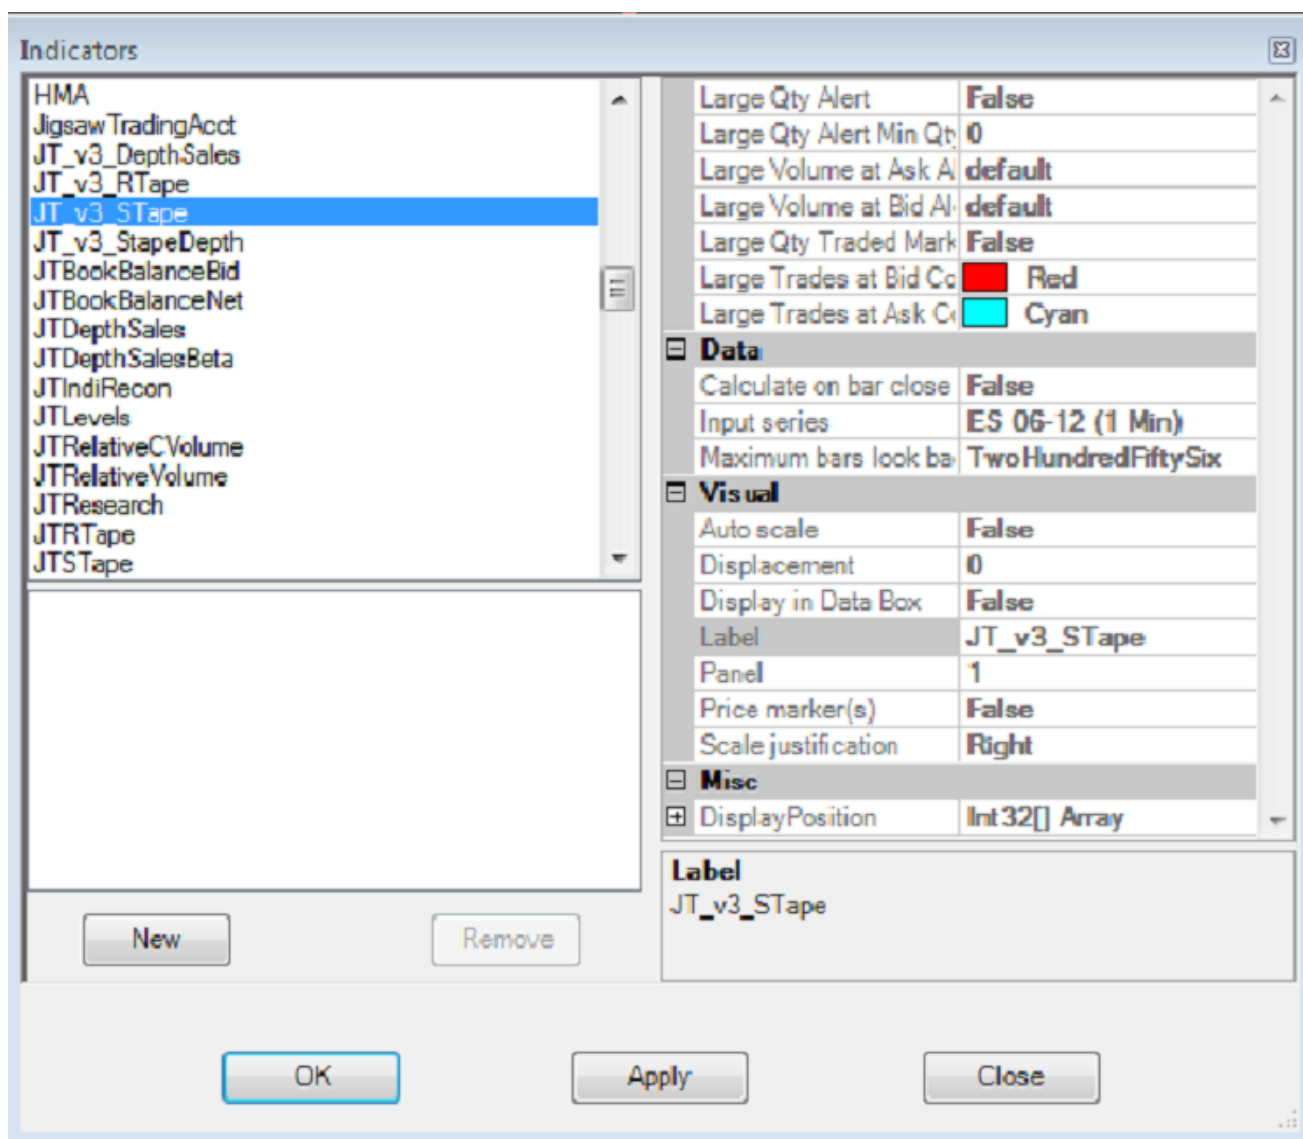 Indicators
HMA
JigsawTradingAcct
JT_v3_DepthSales
JT_v3_RTape
JT_v3_STape
JT_v3_StapeDepth
JTBookBalanceBid
JTBookBalanceNet
JTDepthSales
JTDepthSalesBeta
JTIndiRecon
JTLevels
JTRelativeCVolume
JTRelativeVolume
JTResearch
JTRTape
JTSTape
New
Remove
Large Qty Alert False
Large Qty Alert Min Qty 0
Large Volume at Ask Al default
Large Volume at Bid Al default
Large Qty Traded Mark False
Large Trades at Bid Co Red
Large Trades at Ask Co Cyan
Data
Calculate on bar close False
Input series ES 06-12 (1 Min)
Maximum bars look ba TwoHundredFiftySix
Visual
Auto scale False
Displacement 0
Display in Data Box False
Label JT_v3_STape
Panel 1
Price marker(s) False
Scale justification Right
Misc
DisplayPosition Int32[] Array
Label
JT_v3_STape
OK
Apply
Close